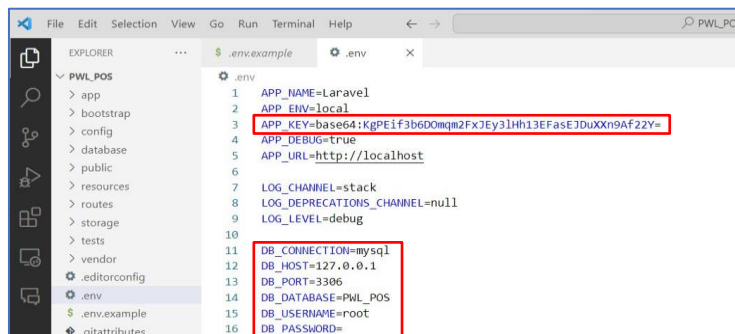 File Edit Selection View Go Run Terminal Help PWL_PO
EXPLORER
.env.example
.env
PWL_POS
app
bootstrap
config
database
public
resources
routes
storage
tests
vendor
.editorconfig
.env
.env.example
.gitattributes
.env
1 APP_NAME=Laravel
2 APP_ENV=local
3 APP_KEY=base64:KgPEif3b6DOmqm2FxJEy3lHh13EFasEJDuXXn9Af22Y=
4 APP_DEBUG=true
5 APP_URL=http://localhost
6
7 LOG_CHANNEL=stack
8 LOG_DEPRECATIONS_CHANNEL=null
9 LOG_LEVEL=debug
10
11 DB_CONNECTION=mysql
12 DB_HOST=127.0.0.1
13 DB_PORT=3306
14 DB_DATABASE=PWL_POS
15 DB_USERNAME=root
16 DB_PASSWORD=